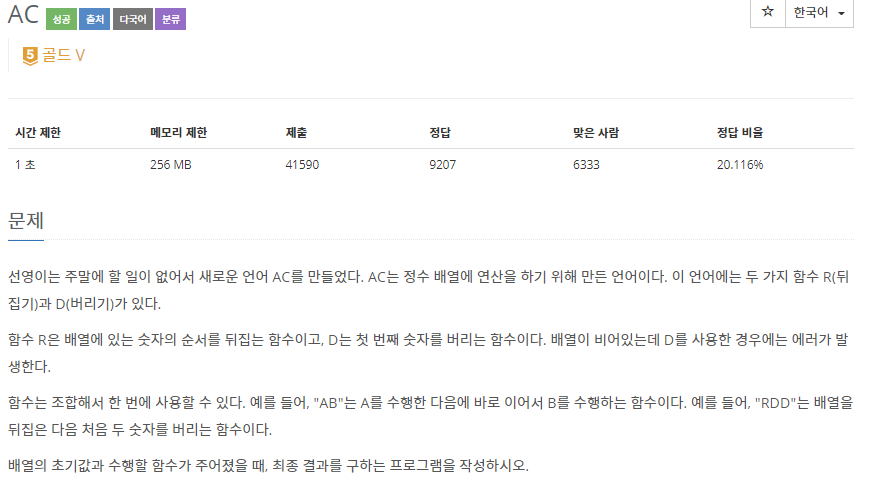 AC 성공 출처 다국어 분류
☆ 한국어
5 골드 V
시간 제한 메모리 제한 제출 정답 맞은 사람 정답 비율
1 초 256 MB 41590 9207 6333 20.116%
문제
선영이는 주말에 할 일이 없어서 새로운 언어 AC를 만들었다. AC는 정수 배열에 연산을 하기 위해 만든 언어이다. 이 언어에는 두 가지 함수 R(뒤
집기)과 D(버리기)가 있다.
함수 R은 배열에 있는 숫자의 순서를 뒤집는 함수이고, D는 첫 번째 숫자를 버리는 함수이다. 배열이 비어있는데 D를 사용한 경우에는 에러가 발
생한다.
함수는 조합해서 한 번에 사용할 수 있다. 예를 들어, "AB"는 A를 수행한 다음에 바로 이어서 B를 수행하는 함수이다. 예를 들어, "RDD"는 배열을
뒤집은 다음 처음 두 숫자를 버리는 함수이다.
배열의 초기값과 수행할 함수가 주어졌을 때, 최종 결과를 구하는 프로그램을 작성하시오.